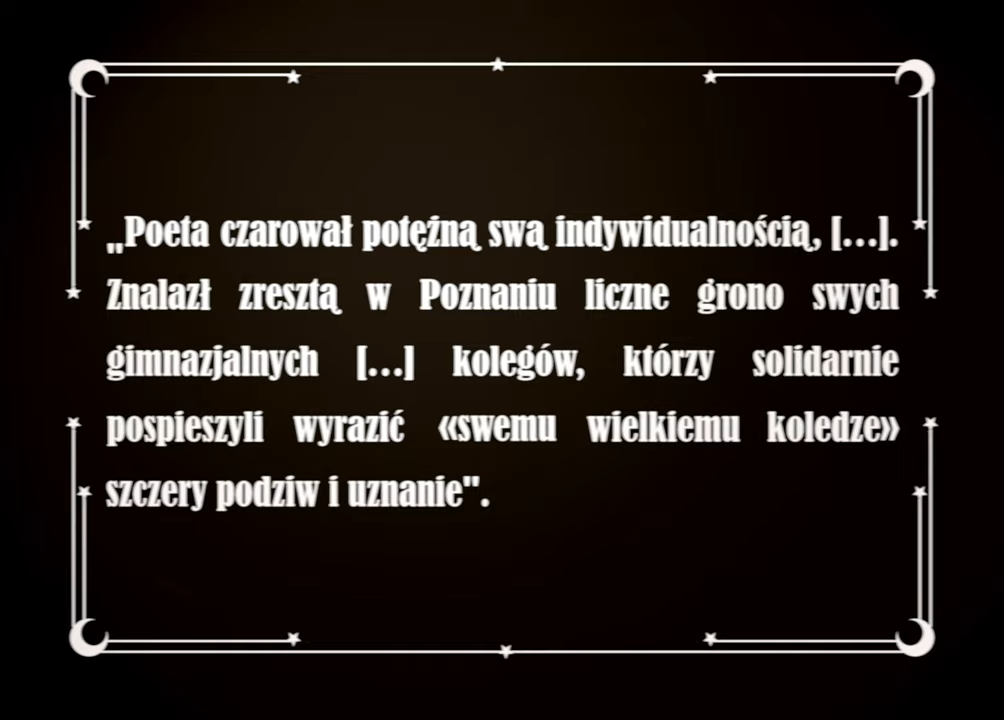 „Poeta czarował potężną swą indywidualnością, [...].
Znalazł zresztą w Poznaniu liczne grono swych
gimnazjalnych [...] kolegów, którzy solidarnie
pospieszyli wyrazić «swemu wielkiemu koledze»
szczery podziw i uznanie".